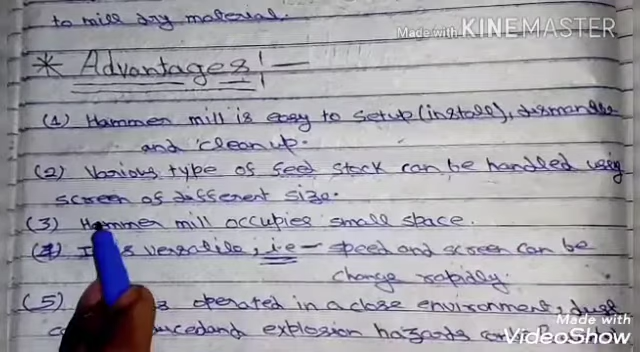 to mill dry material.
Made with KINEMASTER
* Advantages :-
(1) Hammer mill is easy to setup (install), dismantle
and clean up.
(2) Various type of feed stock can be handled using
screen of different size.
(3) Hammer mill occupies small space.
(4) versatile, i.e - speed and screen can be
change rapidly.
(5) operated in a close environment, dust
and explosion hazards can be
Made with
VideoShow